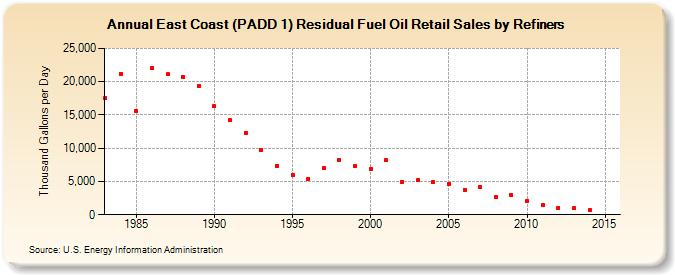 Annual East Coast (PADD 1) Residual Fuel Oil Retail Sales by Refiners
Thousand Gallons per Day
25,000
20,000
15,000
10,000
5,000
0
1985 1990 1995 2000 2005 2010 2015
Source: U.S. Energy Information Administration